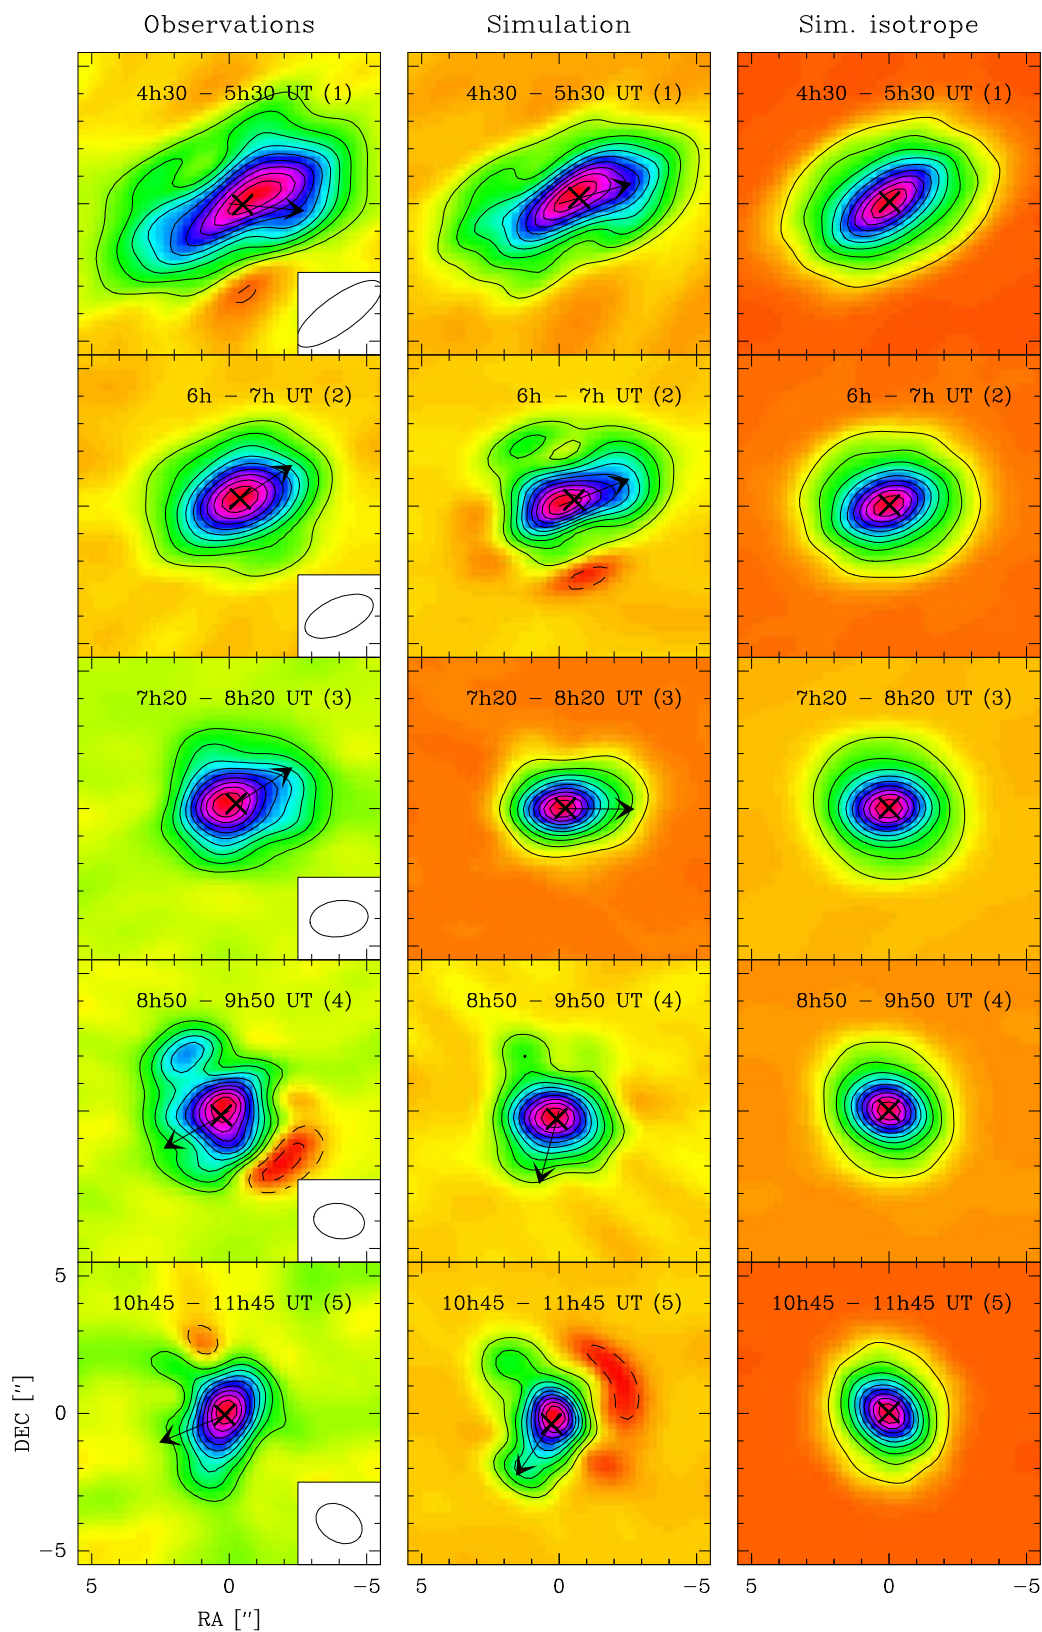 Observations Simulation Sim. isotrope
4h30 – 5h30 UT (1) 4h30 – 5h30 UT (1) 4h30 – 5h30 UT (1)
6h – 7h UT (2) 6h – 7h UT (2) 6h – 7h UT (2)
7h20 – 8h20 UT (3) 7h20 – 8h20 UT (3) 7h20 – 8h20 UT (3)
8h50 – 9h50 UT (4) 8h50 – 9h50 UT (4) 8h50 – 9h50 UT (4)
5
10h45 – 11h45 UT (5) 10h45 – 11h45 UT (5) 10h45 – 11h45 UT (5)
DEC ["]
0
−5
5 0 −5 5 0 −5 5 0 −5
RA ["]